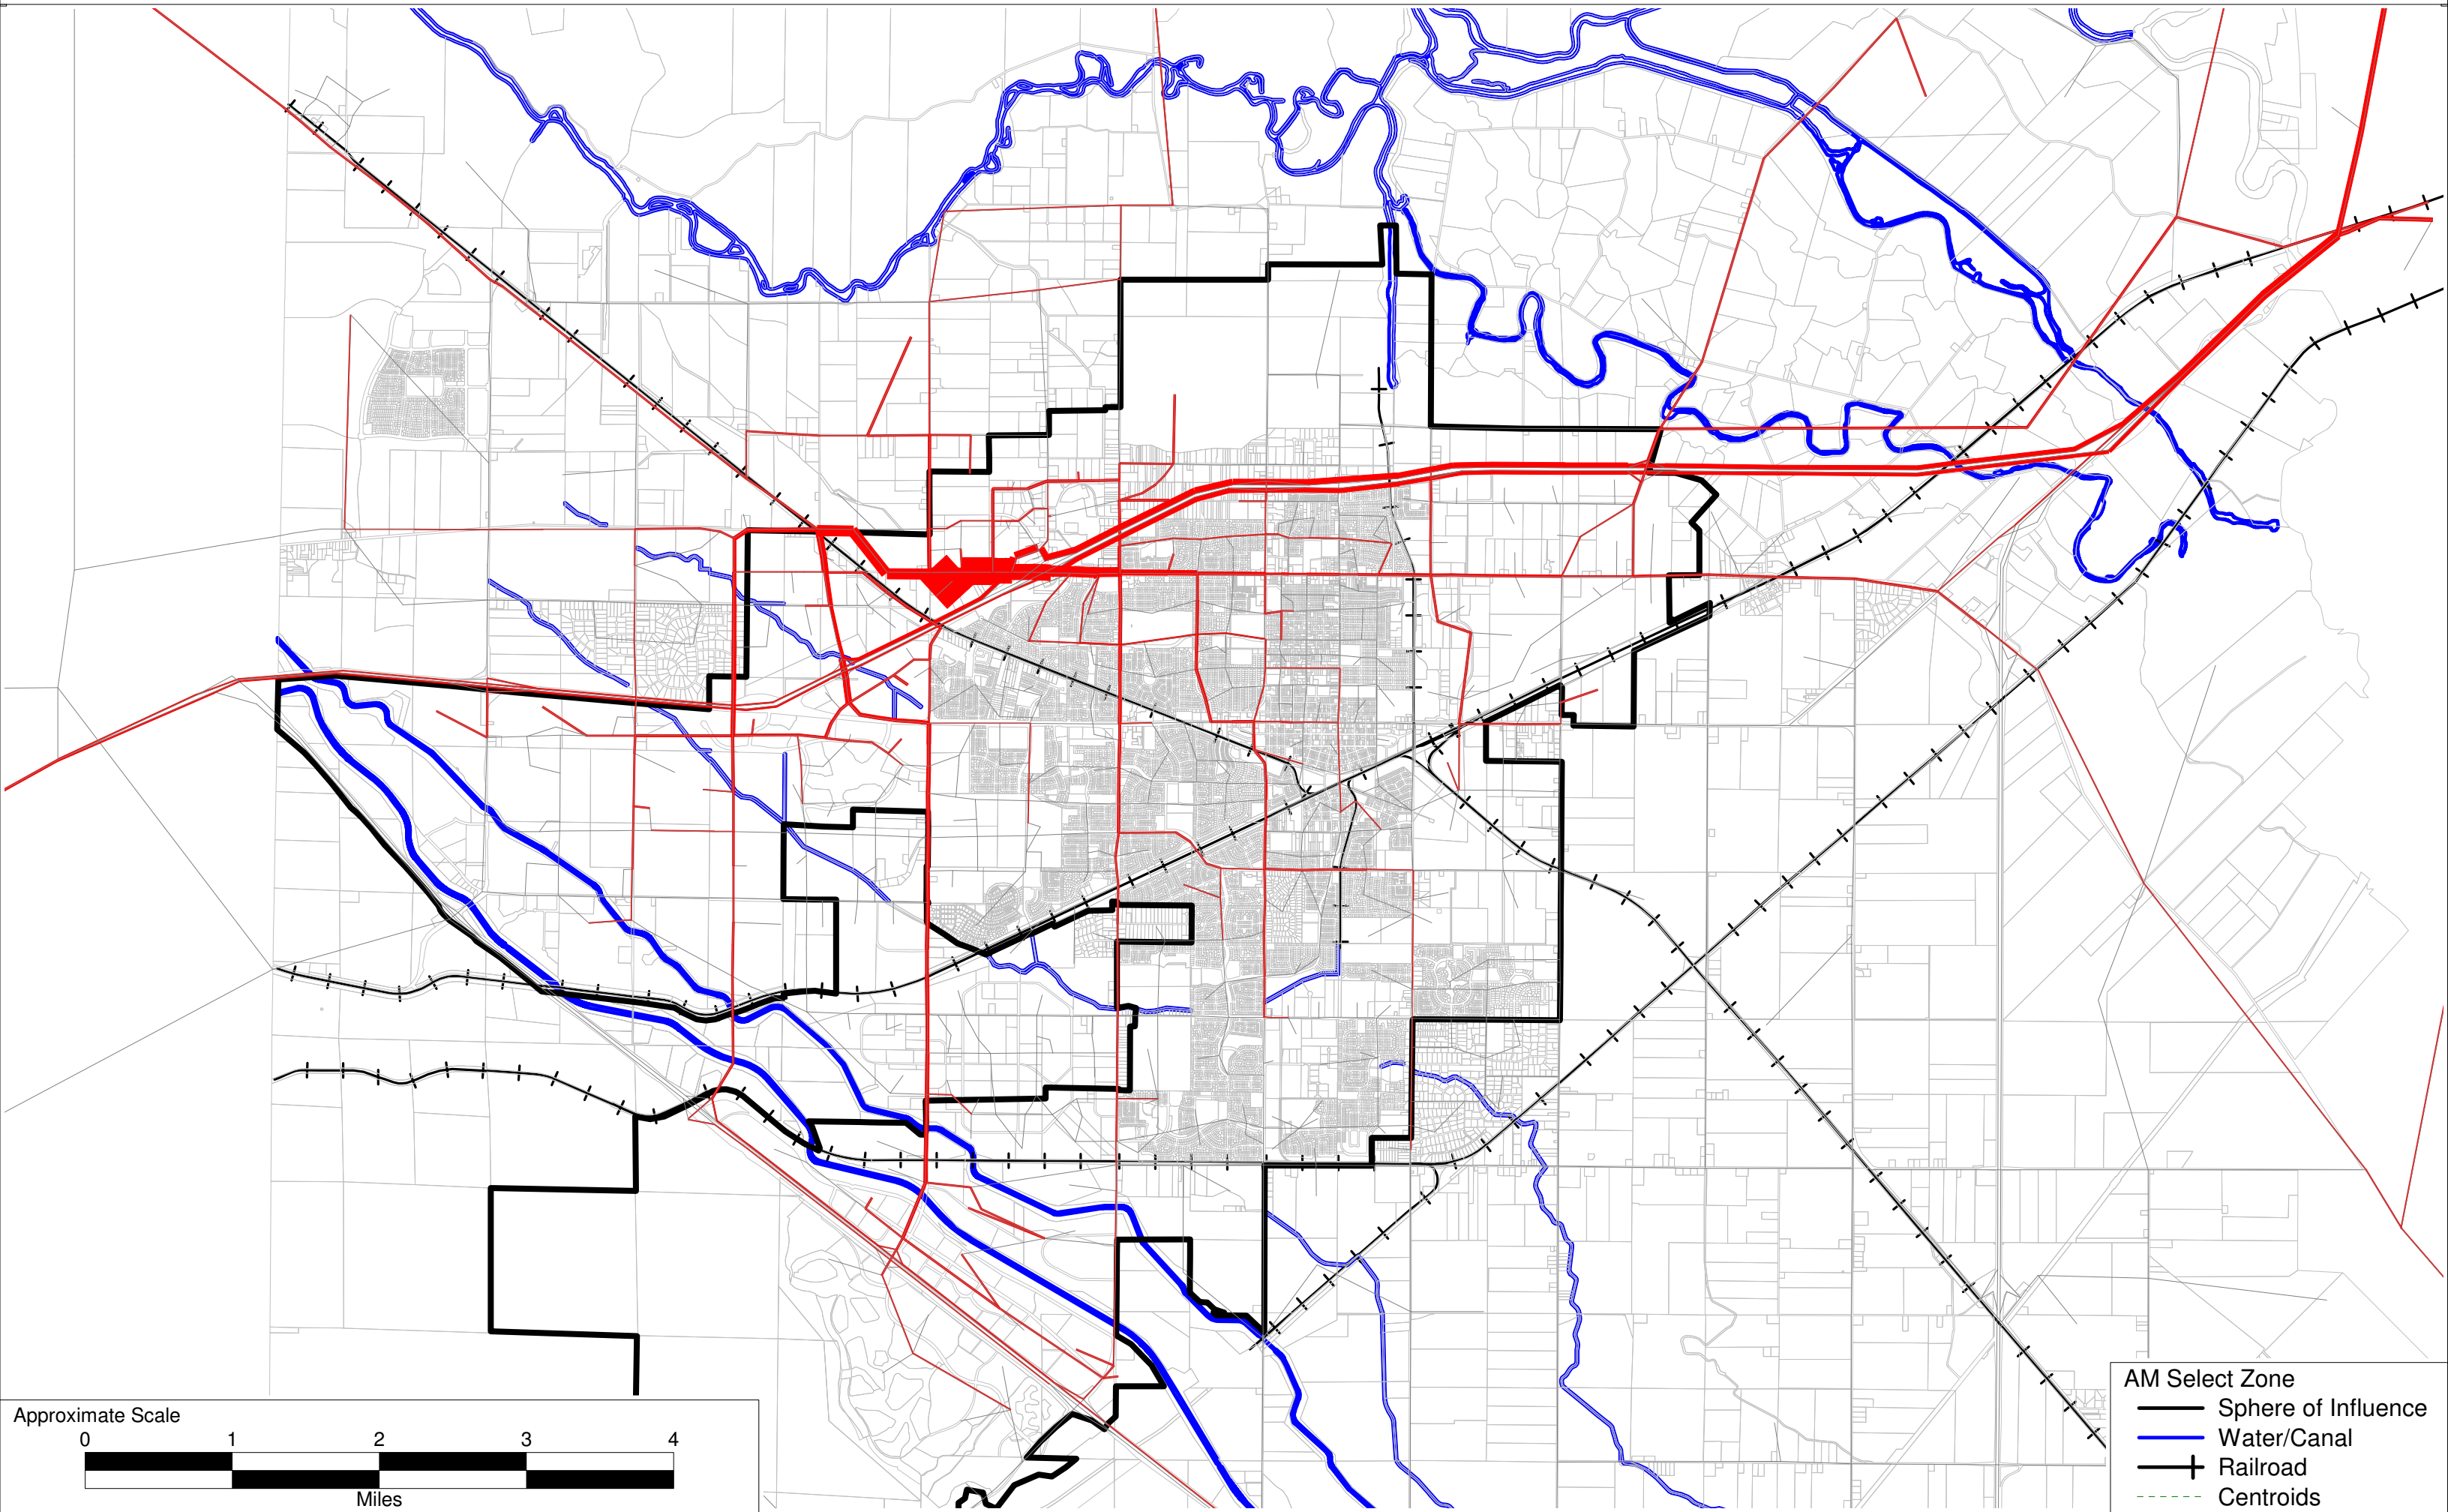 Approximate Scale
0 1 2 3 4
Miles
AM Select Zone
Sphere of Influence
Water/Canal
Railroad
Centroids